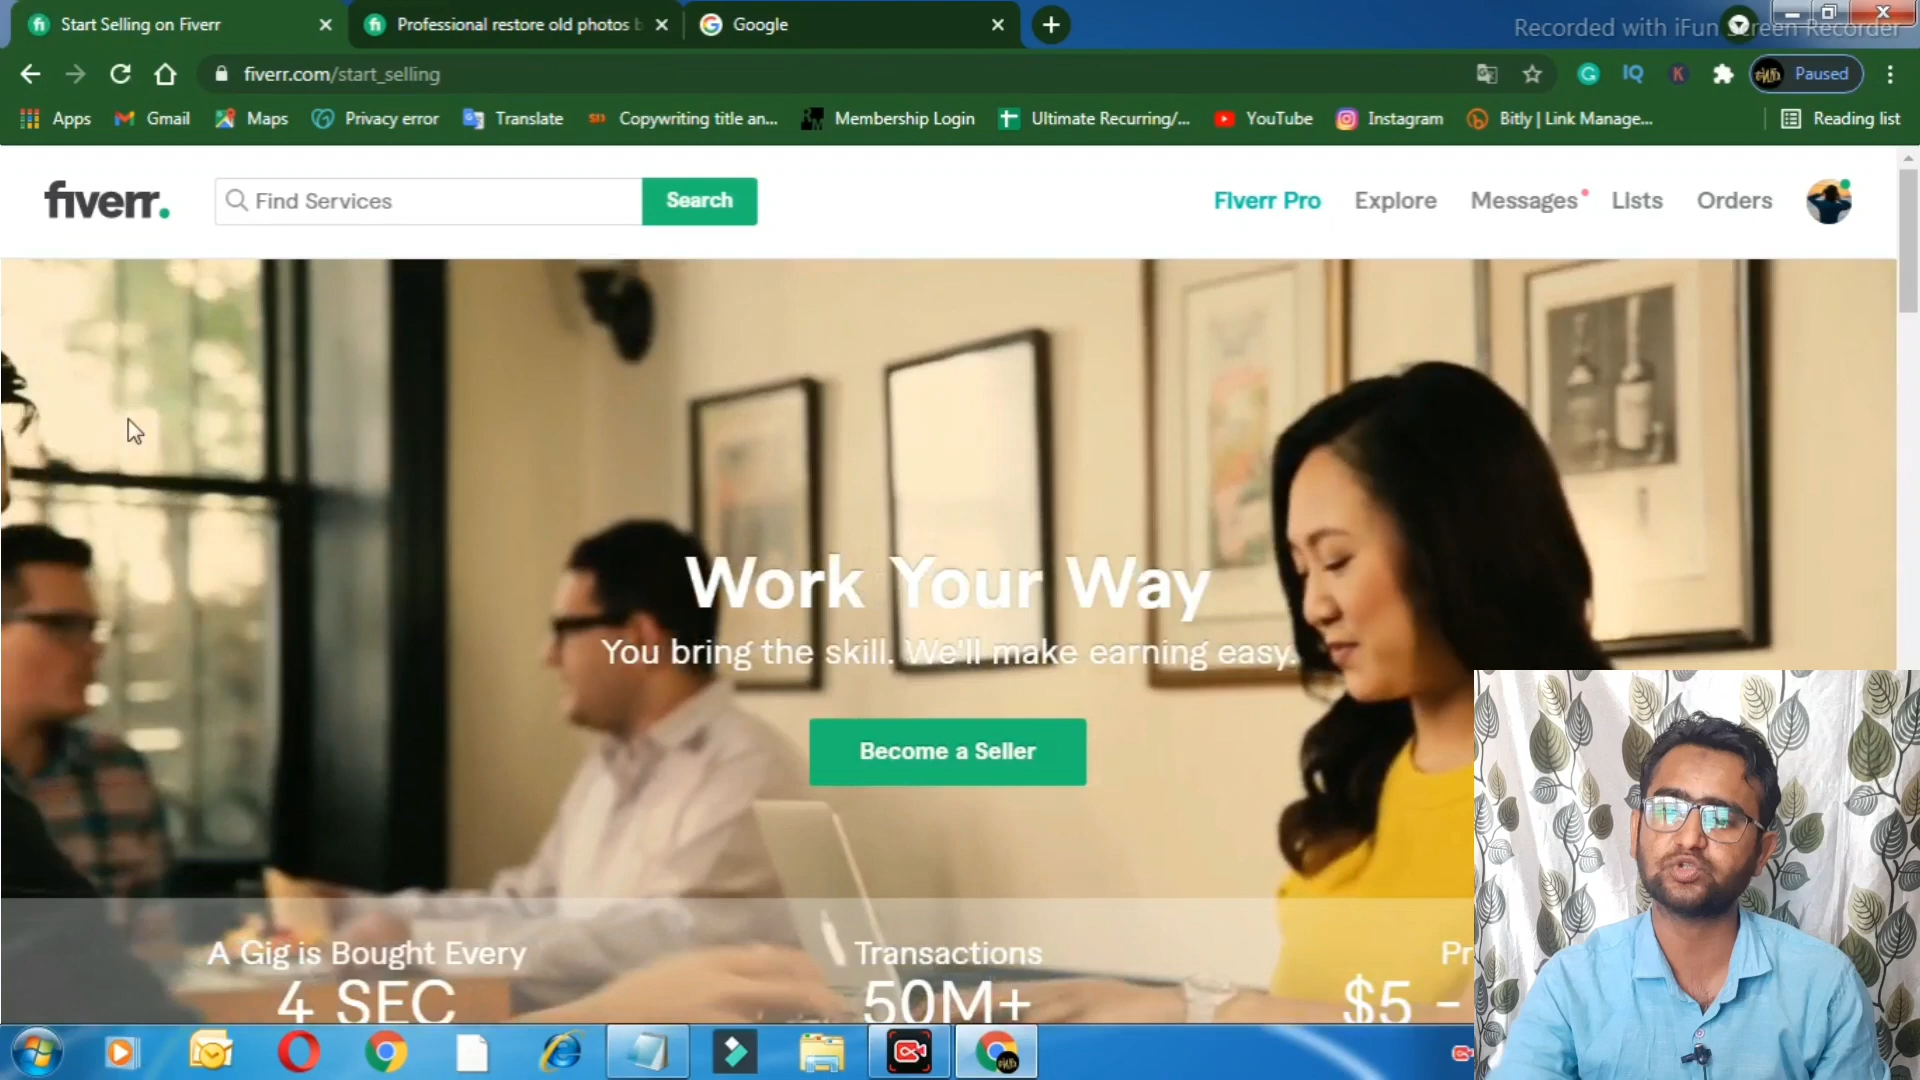 Start Selling on Fiverr
Professional restore old photos b
Google
Recorded with iFun Screen Recorder
fiverr.com/start_selling
Paused
Apps
Gmail
Maps
Privacy error
Translate
Copywriting title an...
Membership Login
Ultimate Recurring/...
YouTube
Instagram
Bitly | Link Manage...
Reading list
fiverr.
Find Services
Search
Fiverr Pro
Explore
Messages
Lists
Orders
Work Your Way
You bring the skill. We'll make earning easy.
Become a Seller
A Gig is Bought Every
4 SEC
Transactions
50M+
Pr
$5 -